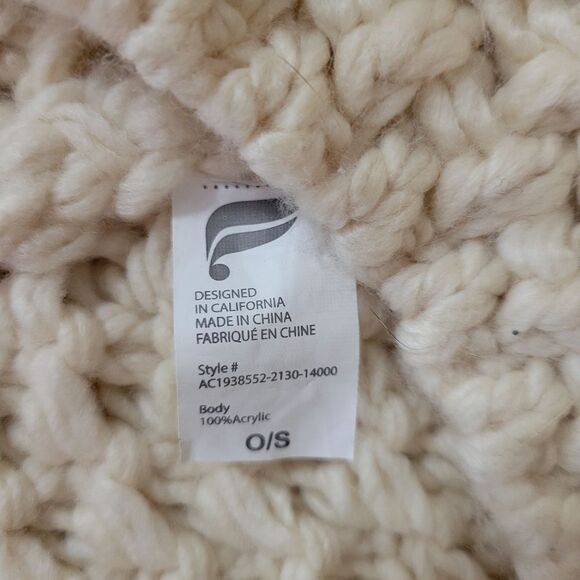 DESIGNED
IN CALIFORNIA
MADE IN CHINA
FABRIQUÉ EN CHINE
Style #
AC1938552-2130-14000
Body
100%Acrylic
O/S